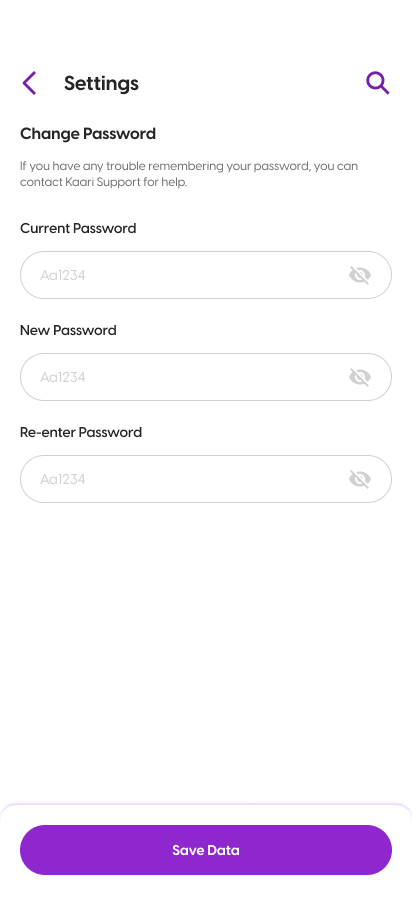 Settings
Change Password
If you have any trouble remembering your password, you can
contact Kaari Support for help.
Current Password
Aa1234
New Password
Aa1234
Re-enter Password
Aa1234
Save Data